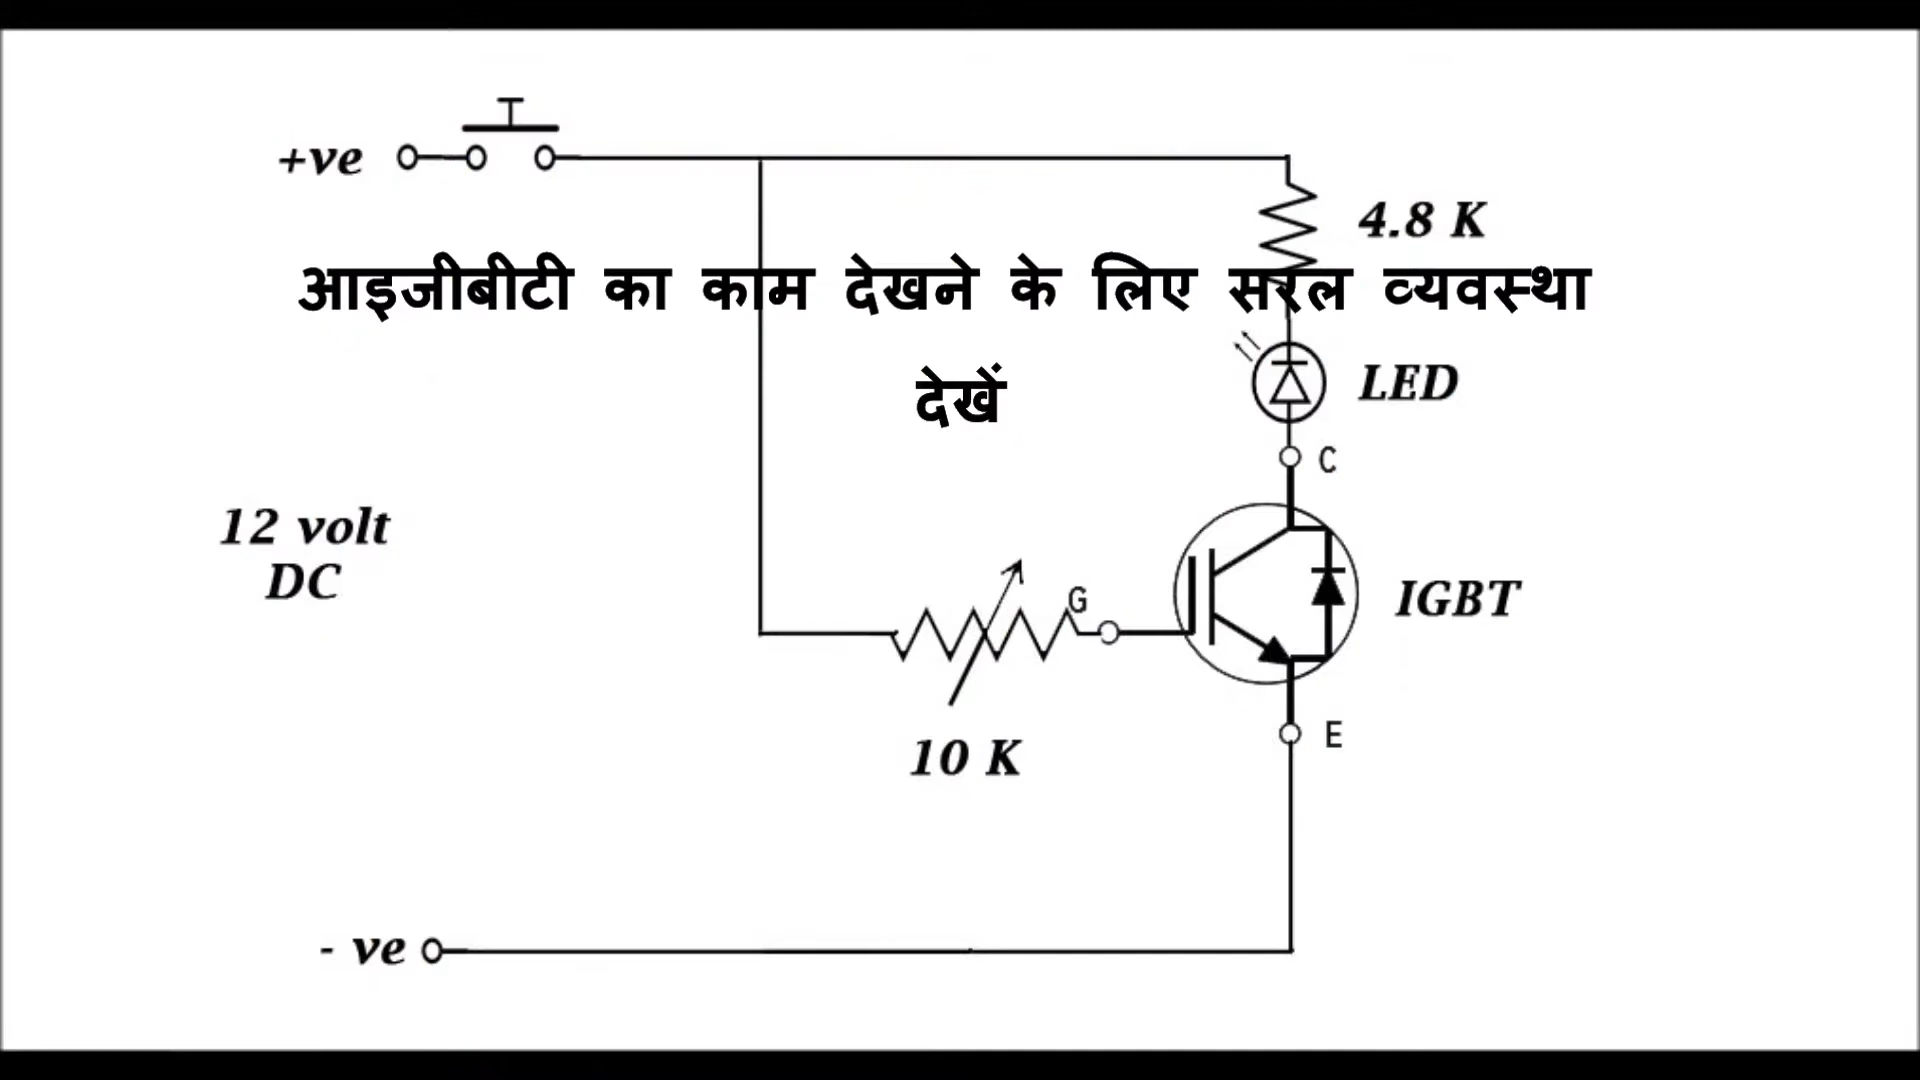 +ve
4.8 K
आइजीबीटी का काम देखने के लिए सरल व्यवस्था
देखें
LED
C
12 volt
DC
G
IGBT
10 K
E
- ve